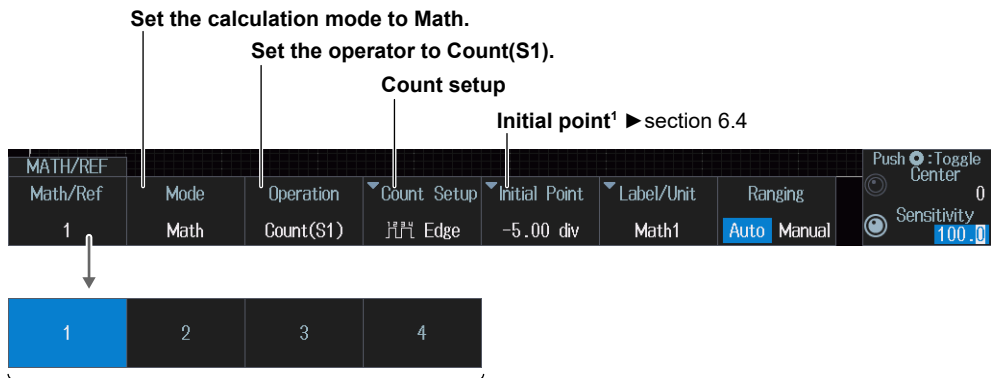 Set the calculation mode to Math.
Set the operator to Count(S1).
Count setup
Initial point¹ ►section 6.4
MATH/REF
Math/Ref Mode Operation Count Setup Initial Point Label/Unit Ranging
1 Math Count(S1) Edge -5.00 div Math1 Auto Manual
Push :Toggle
Center
0
Sensitivity
100.0
1 2 3 4